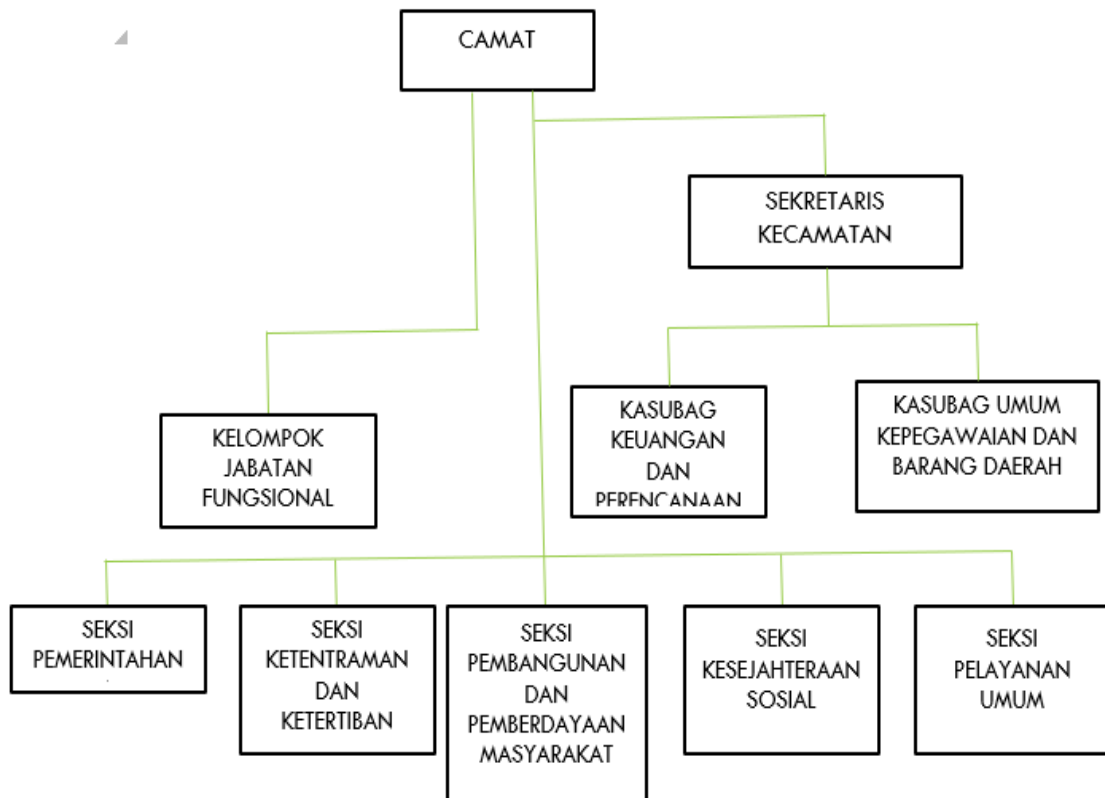 CAMAT
SEKRETARIS
KECAMATAN
KELOMPOK
JABATAN
FUNGSIONAL
KASUBAG
KEUANGAN
DAN
PERENCANAAN
KASUBAG UMUM
KEPEGAWAIAN DAN
BARANG DAERAH
SEKSI
PEMERINTAHAN
.
SEKSI
KETENTRAMAN
DAN
KETERTIBAN
SEKSI
PEMBANGUNAN
DAN
PEMBERDAYAAN
MASYARAKAT
SEKSI
KESEJAHTERAAN
SOSIAL
SEKSI
PELAYANAN
UMUM